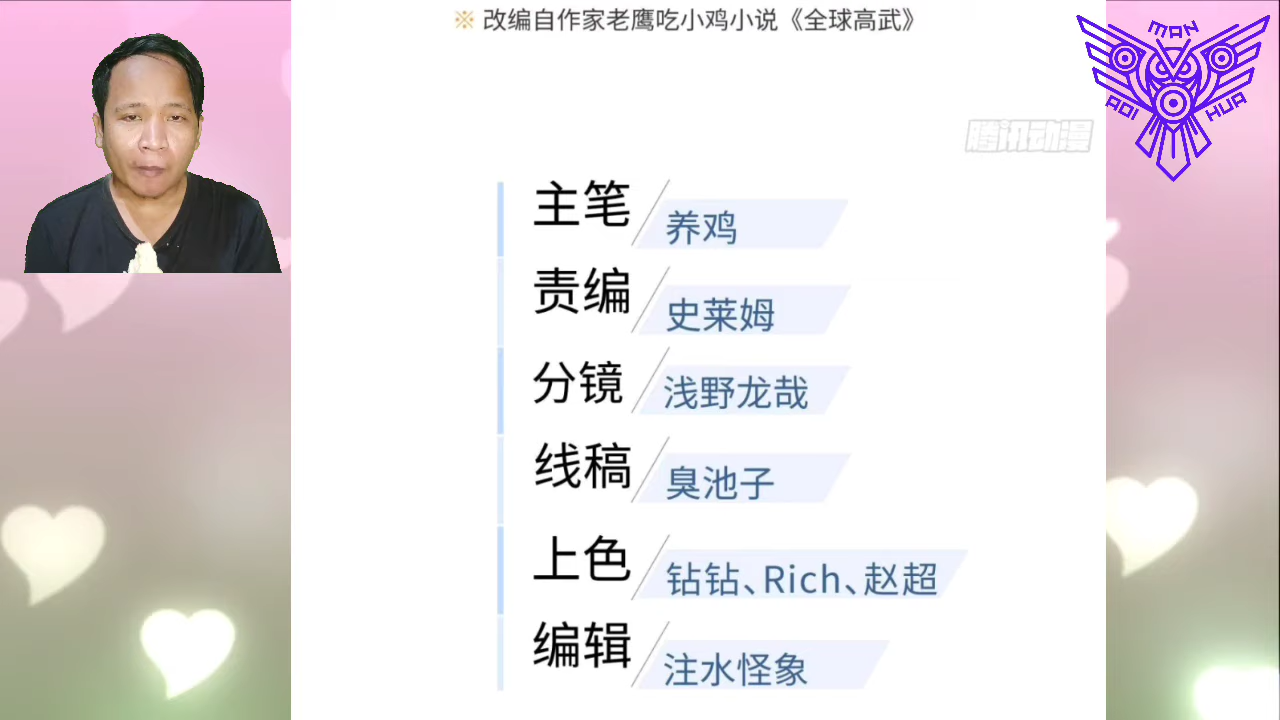 ※ 改编自作家老鹰吃小鸡小说《全球高武》
MAN
AOI HUA
腾讯动漫
主笔 养鸡
责编 史莱姆
分镜 浅野龙哉
线稿 臭池子
上色 钻钻、Rich、赵超
编辑 注水怪象